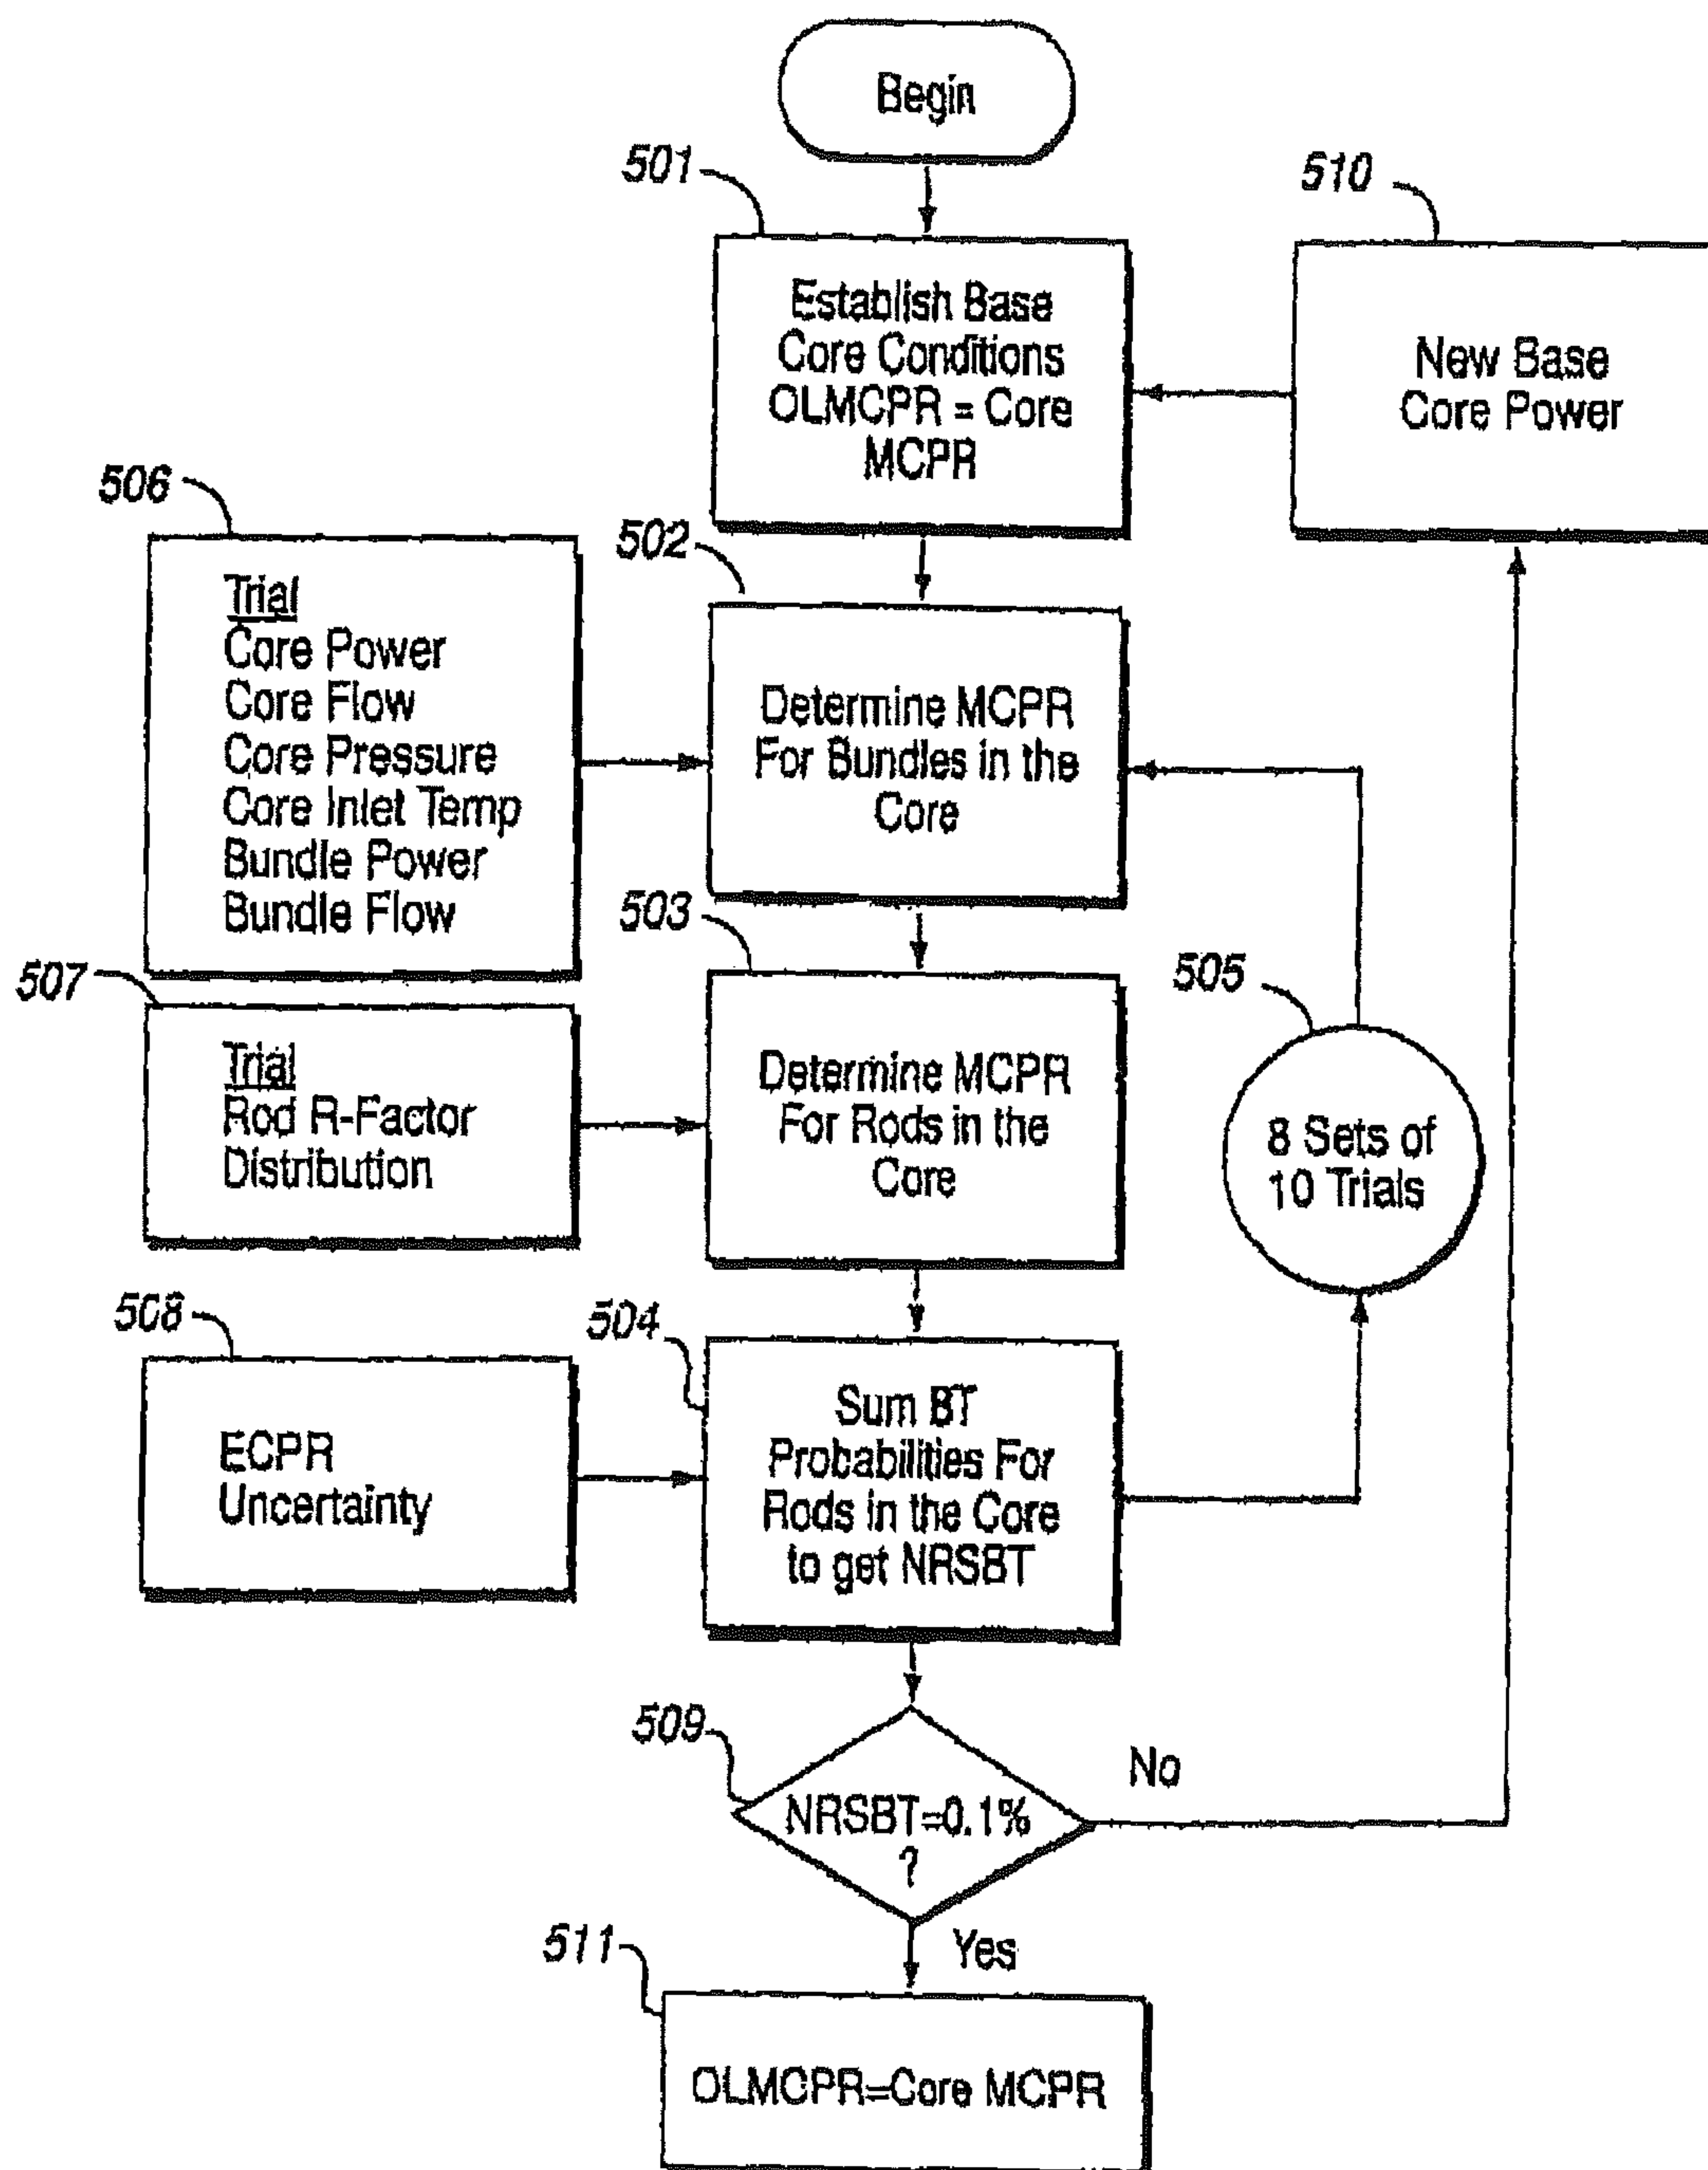 Begin
501
510
Establish Base
Core Conditions
OLMCPR = Core
MCPR
New Base
Core Power
506
502
Trial
Core Power
Core Flow
Core Pressure
Core Inlet Temp
Bundle Power
Bundle Flow
Determine MCPR
For Bundles in the
Core
503
507
505
Trial
Rod R-Factor
Distribution
Determine MCPR
For Rods in the
Core
8 Sets of
10 Trials
508
504
ECPR
Uncertainty
Sum BT
Probabilities For
Rods in the Core
to get NRSBT
509
No
NRSBT=0.1%
?
511
Yes
OLMCPR=Core MCPR